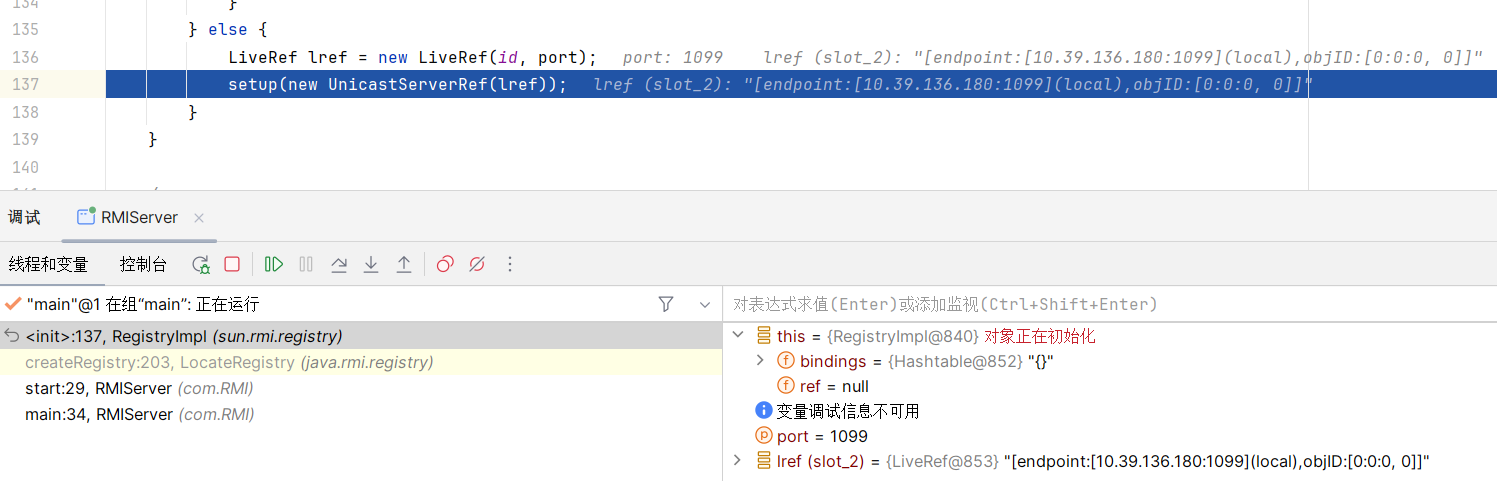 134 }
135 } else {
136 LiveRef lref = new LiveRef(id, port); port: 1099 lref (slot_2): "[endpoint:[10.39.136.180:1099](local),objID:[0:0:0, 0]]"
137 setup(new UnicastServerRef(lref)); lref (slot_2): "[endpoint:[10.39.136.180:1099](local),objID:[0:0:0, 0]]"
138 }
139 }
140
调试 RMIServer ×
线程和变量 控制台
"main"@1 在组“main”: 正在运行
对表达式求值(Enter)或添加监视(Ctrl+Shift+Enter)
<init>:137, RegistryImpl (sun.rmi.registry)
createRegistry:203, LocateRegistry (java.rmi.registry)
start:29, RMIServer (com.RMI)
main:34, RMIServer (com.RMI)
this = {RegistryImpl@840} 对象正在初始化
f bindings = {Hashtable@852} "{}"
f ref = null
变量调试信息不可用
p port = 1099
lref (slot_2) = {LiveRef@853} "[endpoint:[10.39.136.180:1099](local),objID:[0:0:0, 0]]"